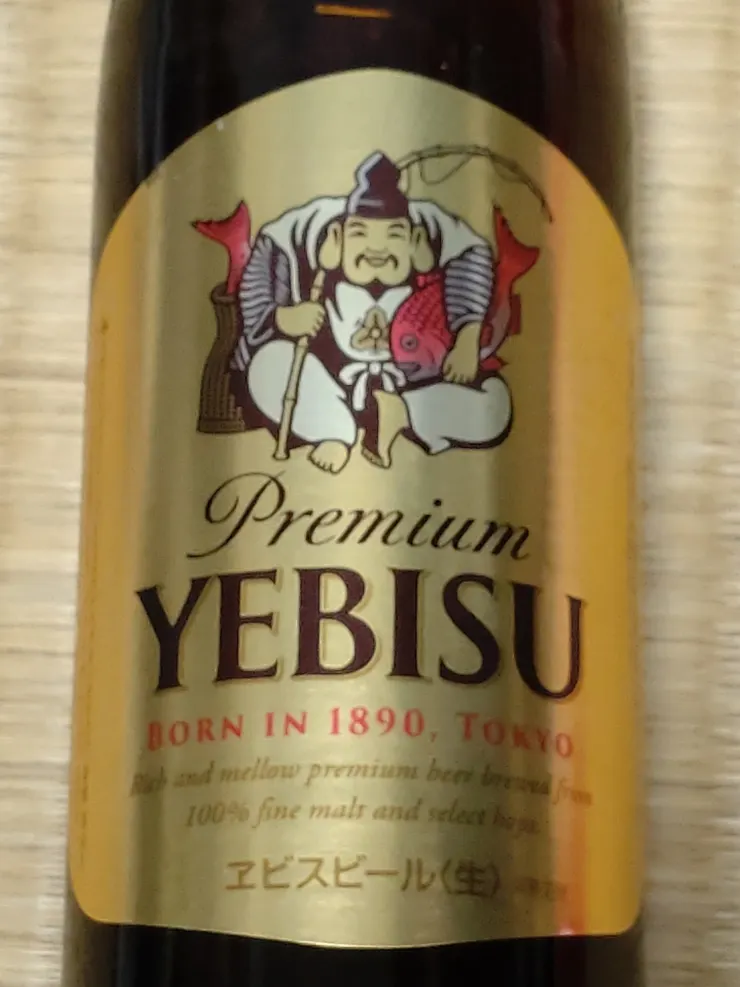 Premium
YEBISU
BORN IN 1890, TOKYO
Rich and mellow premium beer brewed from
100% fine malt and select hops.
ヱビスビール〈生〉